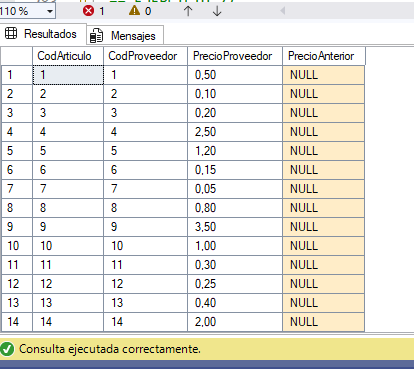 110 %
1
0
Resultados
Mensajes
CodArticulo CodProveedor PrecioProveedor PrecioAnterior
1 1 1 0,50 NULL
2 2 2 0,10 NULL
3 3 3 0,20 NULL
4 4 4 2,50 NULL
5 5 5 1,20 NULL
6 6 6 0,15 NULL
7 7 7 0,05 NULL
8 8 8 0,80 NULL
9 9 9 3,50 NULL
10 10 10 1,00 NULL
11 11 11 0,30 NULL
12 12 12 0,25 NULL
13 13 13 0,40 NULL
14 14 14 2,00 NULL
Consulta ejecutada correctamente.